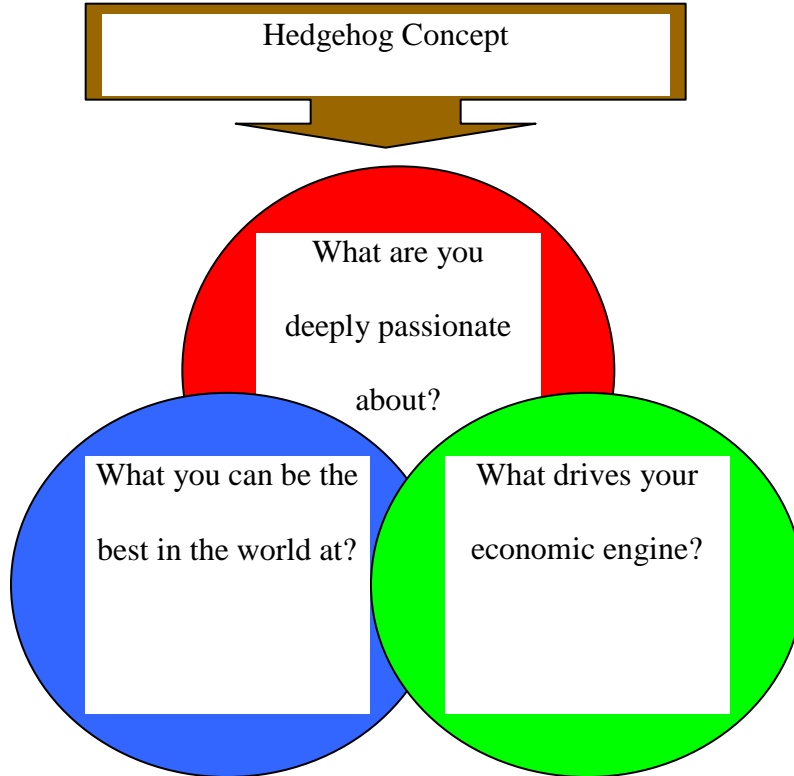 Hedgehog Concept
What are you
deeply passionate
about?
What you can be the
best in the world at?
What drives your
economic engine?